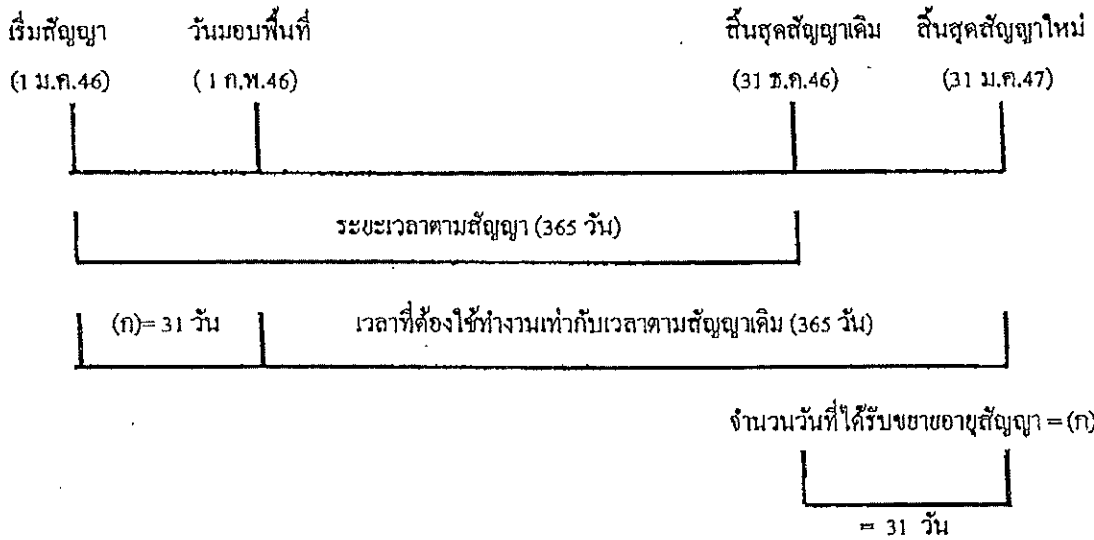 เริ่มสัญญา วันมอบพื้นที่ สิ้นสุดสัญญาเดิม สิ้นสุดสัญญาใหม่
(1 ม.ค.46) (1 ก.พ.46) (31 ธ.ค.46) (31 ม.ค.47)
ระยะเวลาตามสัญญา (365 วัน)
(ก)= 31 วัน เวลาที่ต้องใช้ทำงานเท่ากับเวลาตามสัญญาเดิม (365 วัน)
จำนวนวันที่ได้รับขยายอายุสัญญา = (ก)
= 31 วัน